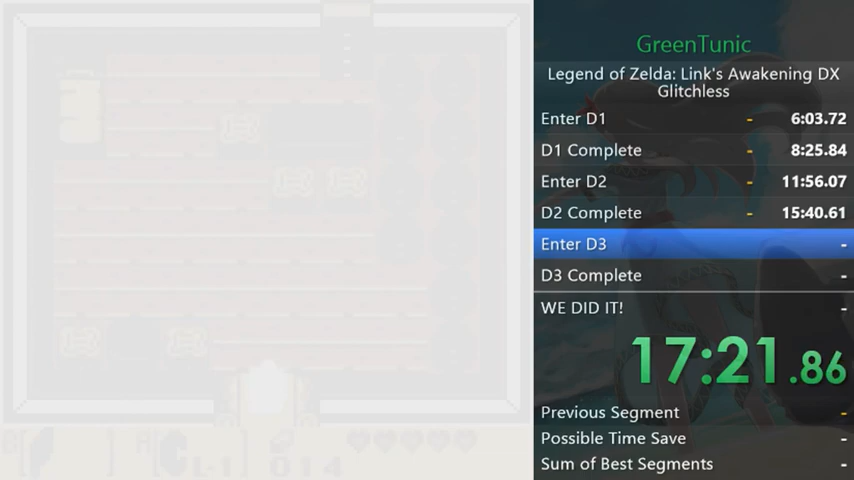 GreenTunic
Legend of Zelda: Link's Awakening DX
Glitchless
Enter D1 - 6:03.72
D1 Complete - 8:25.84
Enter D2 - 11:56.07
D2 Complete - 15:40.61
Enter D3 -
D3 Complete -
WE DID IT! -
17:21.86
Previous Segment -
Possible Time Save -
Sum of Best Segments -
B A L-1 014